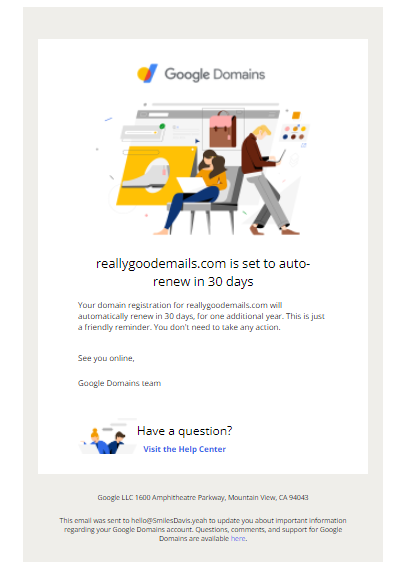 Google Domains
reallygoodemails.com is set to auto-
renew in 30 days
Your domain registration for reallygoodemails.com will
automatically renew in 30 days, for one additional year. This is just
a friendly reminder. You don't need to take any action.
See you online,
Google Domains team
Have a question?
Visit the Help Center
Google LLC 1600 Amphitheatre Parkway, Mountain View, CA 94043
This email was sent to hello@SmilesDavis.yeah to update you about important information
regarding your Google Domains account. Questions, comments, and support for Google
Domains are available here.